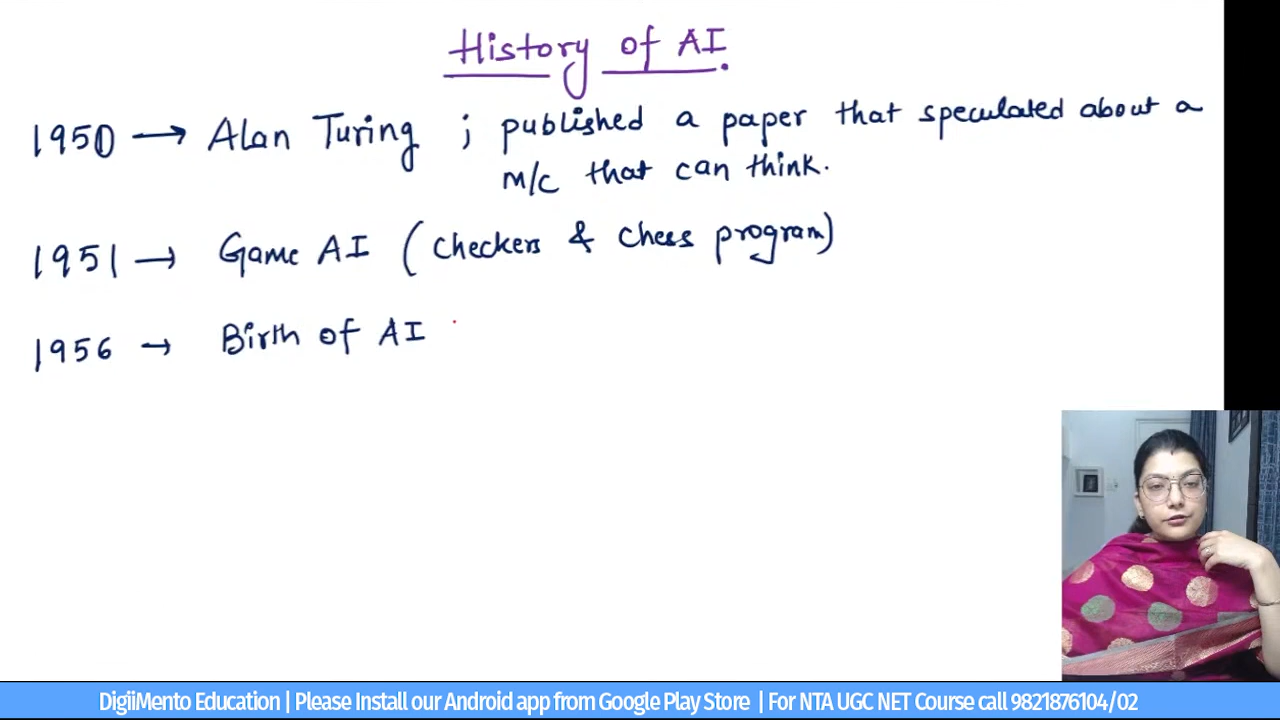 History of AI.
1950 → Alan Turing ; published a paper that speculated about a
m/c that can think.
1951 → Game AI (checkers & chess program)
1956 → Birth of AI
DigiiMento Education | Please Install our Android app from Google Play Store | For NTA UGC NET Course call 9821876104/02